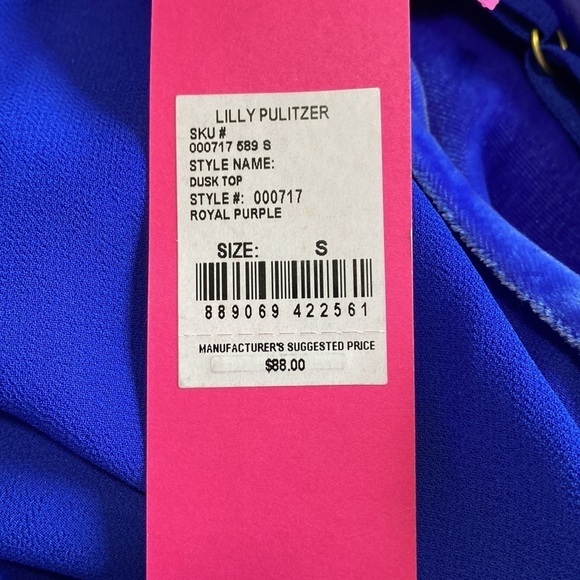 LILLY PULITZER
SKU #
000717 589 S
STYLE NAME:
DUSK TOP
STYLE #: 000717
ROYAL PURPLE
SIZE: S
889069 422561
MANUFACTURER'S SUGGESTED PRICE
$88.00